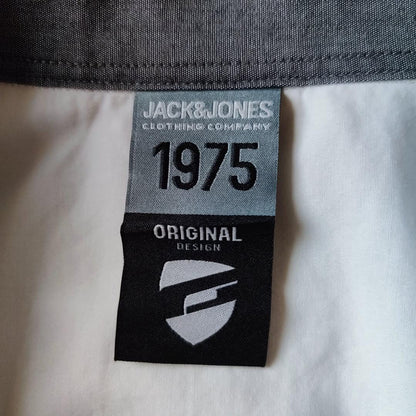 JACK&JONES
CLOTHING COMPANY
1975
ORIGINAL
DESIGN